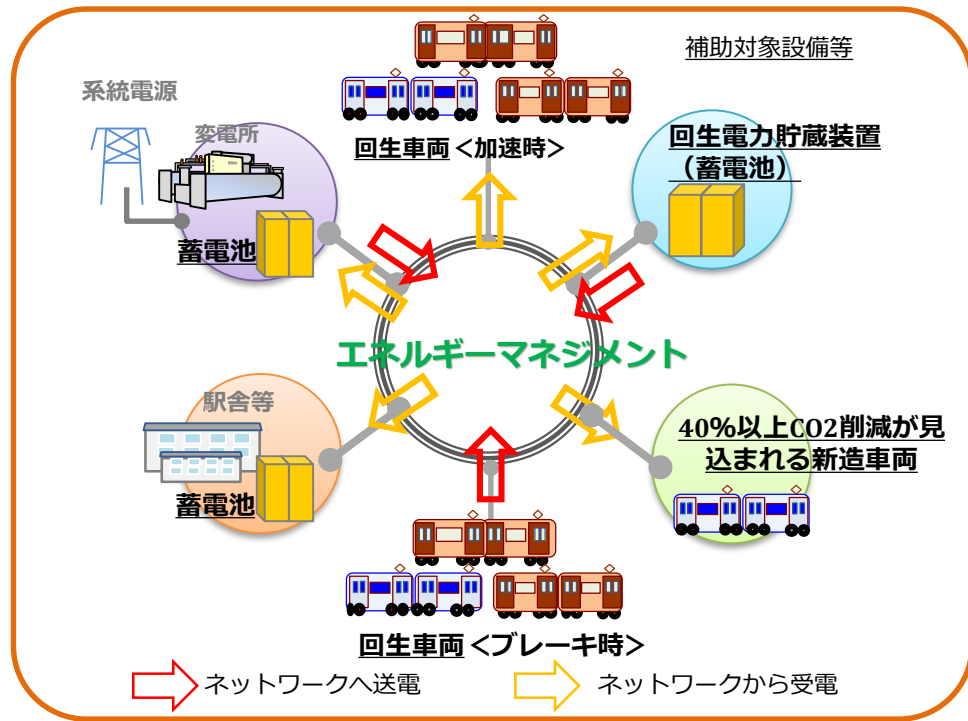 補助対象設備等
系統電源
変電所
蓄電池
回生車両<加速時>
回生電力貯蔵装置
（蓄電池）
エネルギーマネジメント
駅舎等
蓄電池
40%以上CO2削減が見
込まれる新造車両
回生車両<ブレーキ時>
ネットワークへ送電
ネットワークから受電